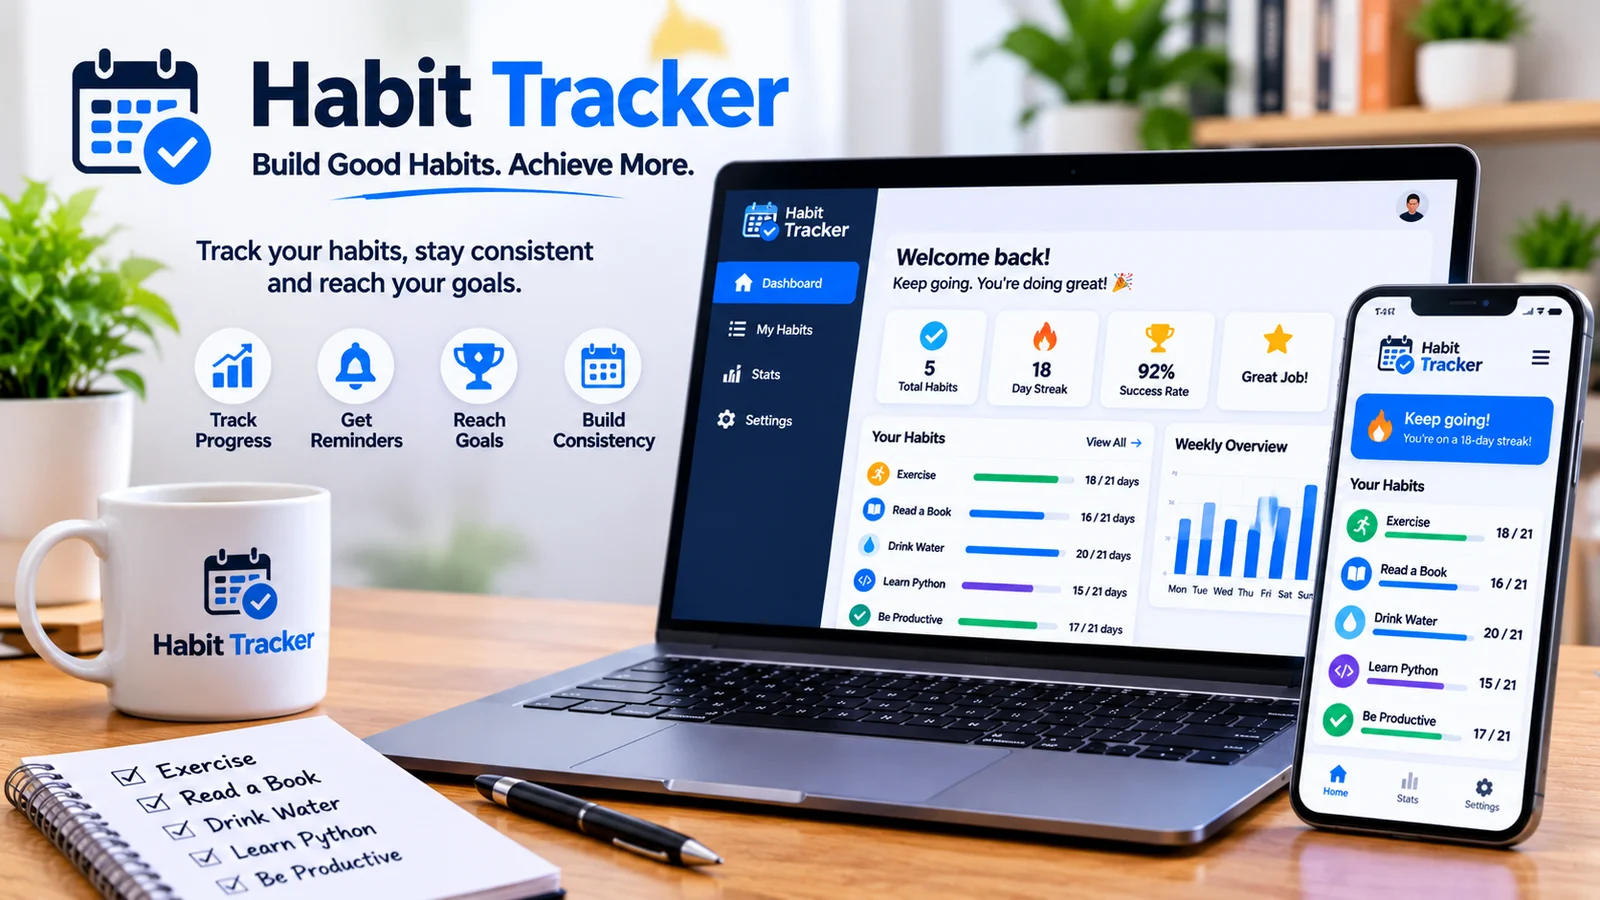 Habit Tracker
Build Good Habits. Achieve More.
Track your habits, stay consistent
and reach your goals.
Track
Progress
Get
Reminders
Reach
Goals
Build
Consistency
Habit Tracker
Exercise
Read a Book
Drink Water
Learn Python
Be Productive
Habit
Tracker
Dashboard
My Habits
Stats
Settings
Welcome back!
Keep going. You're doing great! 🎉
5
Total Habits
18
Day Streak
92%
Success Rate
Great Job!
Your Habits
View All →
Exercise 18 / 21 days
Read a Book 16 / 21 days
Drink Water 20 / 21 days
Learn Python 15 / 21 days
Be Productive 17 / 21 days
Weekly Overview
Mon Tue Wed Thu Fri Sat Sun
Habit
Tracker
Keep going!
You're on a 18-day streak!
Your Habits
Exercise 18 / 21
Read a Book 16 / 21
Drink Water 20 / 21
Learn Python 15 / 21
Be Productive 17 / 21
Home
Stats
Settings